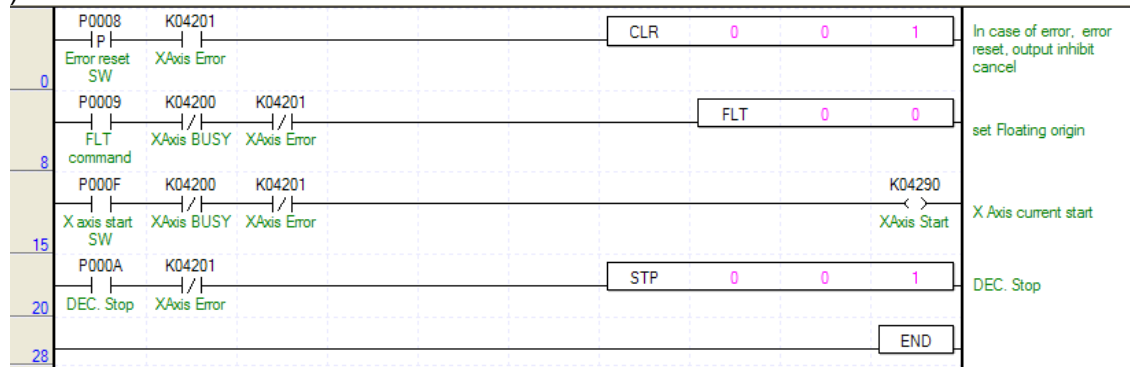 )
P0008 K04201
P CLR 0 0 1 In case of error, error
Error reset XAxis Error reset, output inhibit
SW cancel
0
P0009 K04200 K04201
FLT 0 0
FLT XAxis BUSY XAxis Error set Floating origin
command
8
P000F K04200 K04201 K04290
X axis start XAxis BUSY XAxis Error XAxis Start X Axis current start
SW
15
P000A K04201
STP 0 0 1
DEC. Stop XAxis Error DEC. Stop
20
END
28